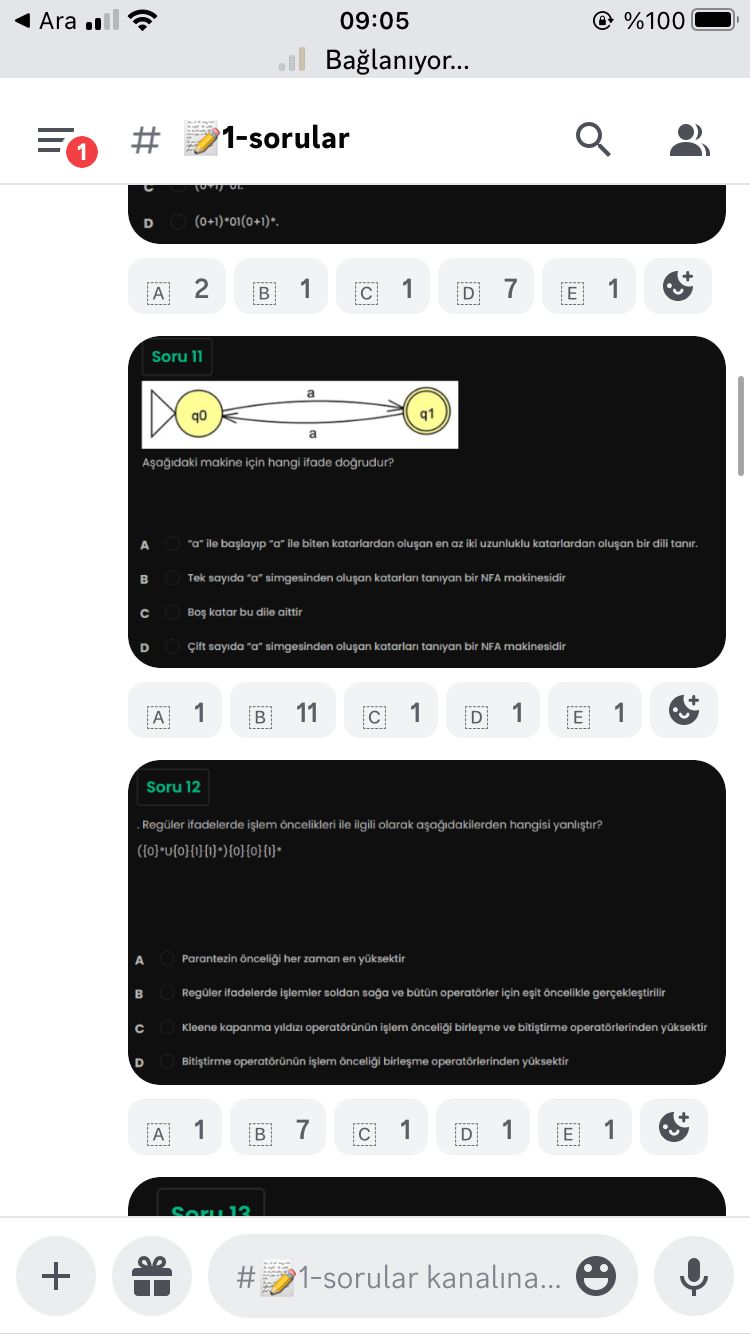 ◀ Ara 09:05 %100
Bağlanıyor...
1 # 📝1-sorular
C (0+1)*01.
D (0+1)*01(0+1)*.
A 2 B 1 C 1 D 7 E 1
Soru 11
q0 a a q1
Aşağıdaki makine için hangi ifade doğrudur?
A "a" ile başlayıp "a" ile biten katarlardan oluşan en az iki uzunluklu katarlardan oluşan bir dili tanır.
B Tek sayıda "a" simgesinden oluşan katarları tanıyan bir NFA makinesidir
C Boş katar bu dile aittir
D Çift sayıda "a" simgesinden oluşan katarları tanıyan bir NFA makinesidir
A 1 B 11 C 1 D 1 E 1
Soru 12
. Regüler ifadelerde işlem öncelikleri ile ilgili olarak aşağıdakilerden hangisi yanlıştır?
({0}*U{0}{1}{1}*){0}{0}{1}*
A Parantezin önceliği her zaman en yüksektir
B Regüler ifadelerde işlemler soldan sağa ve bütün operatörler için eşit öncelikle gerçekleştirilir
C Kleene kapanma yıldızı operatörünün işlem önceliği birleşme ve bitiştirme operatörlerinden yüksektir
D Bitiştirme operatörünün işlem önceliği birleşme operatörlerinden yüksektir
A 1 B 7 C 1 D 1 E 1
Soru 13
#📝1-sorular kanalına...